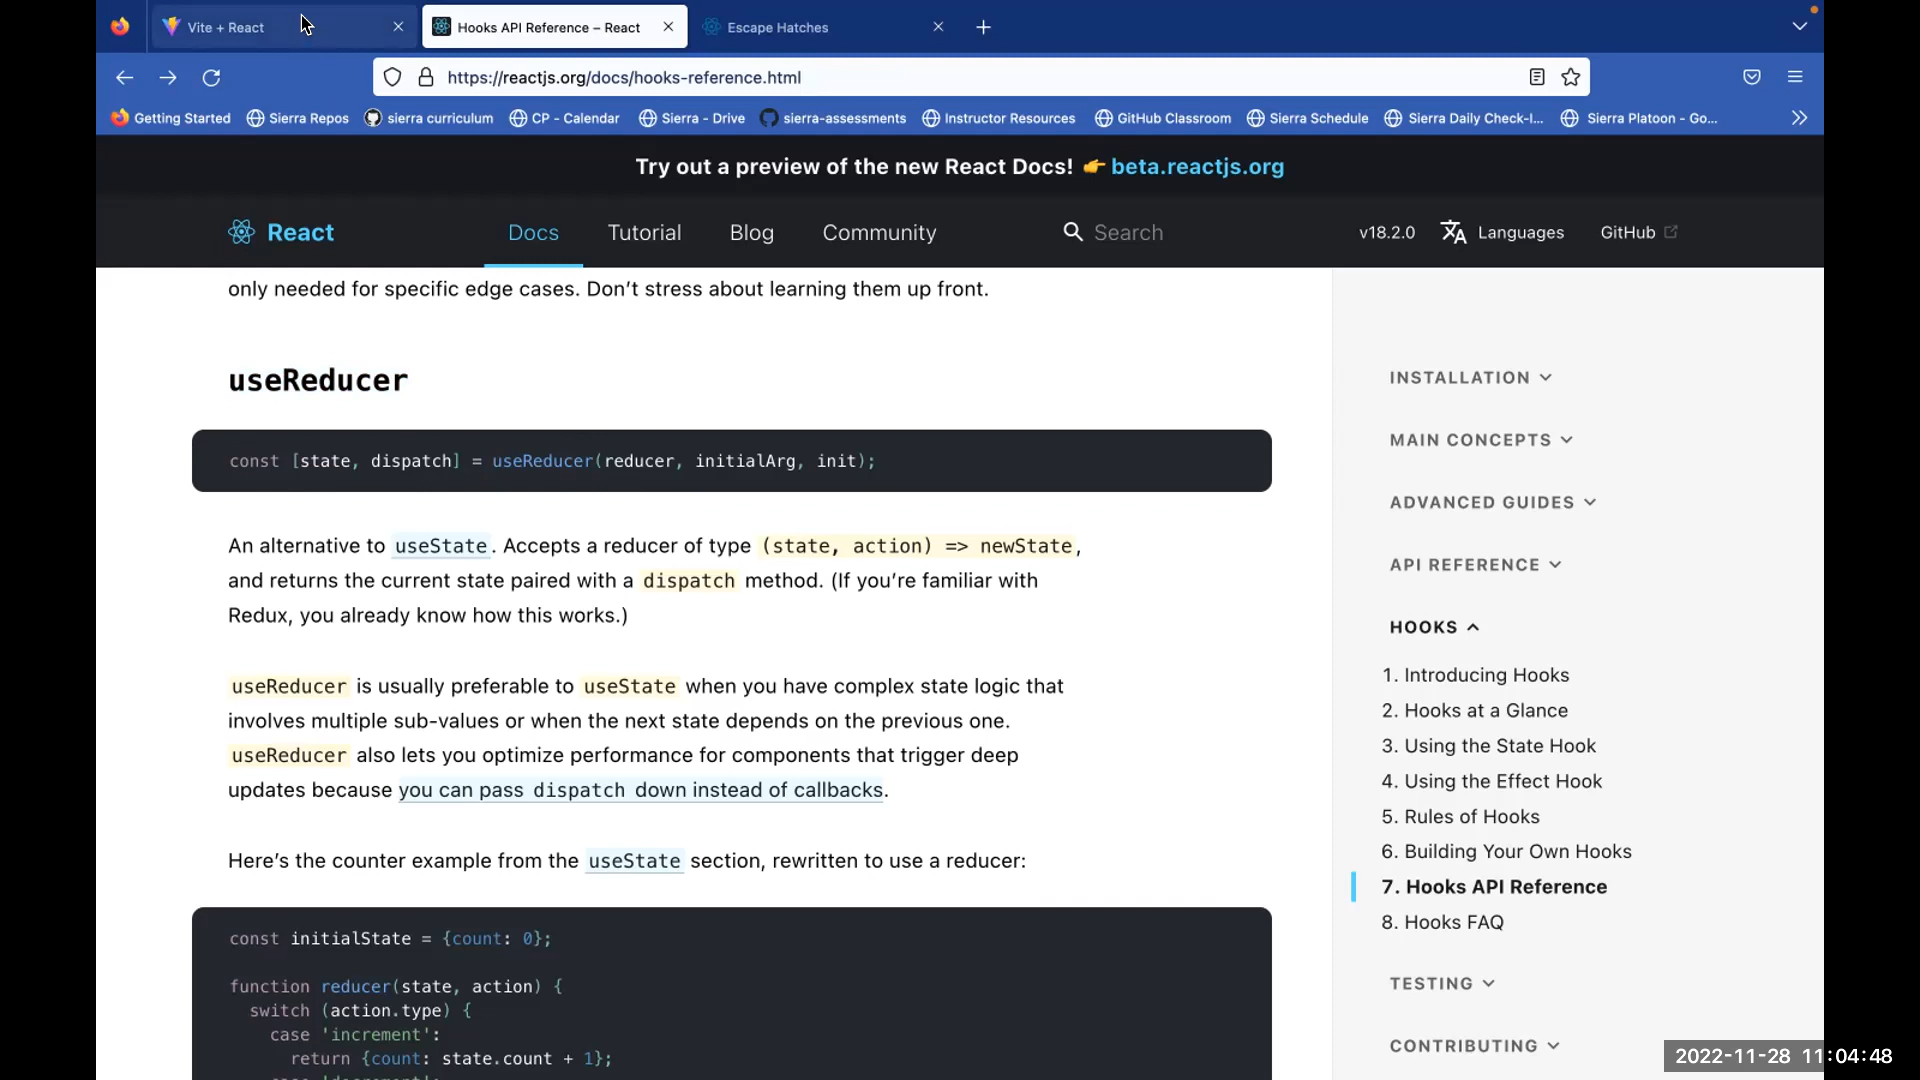 Vite + React
Hooks API Reference – React
Escape Hatches
https://reactjs.org/docs/hooks-reference.html
Getting Started
Sierra Repos
sierra curriculum
CP - Calendar
Sierra - Drive
sierra-assessments
Instructor Resources
GitHub Classroom
Sierra Schedule
Sierra Daily Check-I...
Sierra Platoon - Go...
Try out a preview of the new React Docs! 👉 beta.reactjs.org
React
Docs
Tutorial
Blog
Community
Search
v18.2.0
Languages
GitHub
only needed for specific edge cases. Don’t stress about learning them up front.
useReducer
const [state, dispatch] = useReducer(reducer, initialArg, init);
An alternative to useState. Accepts a reducer of type (state, action) => newState,
and returns the current state paired with a dispatch method. (If you’re familiar with
Redux, you already know how this works.)
useReducer is usually preferable to useState when you have complex state logic that
involves multiple sub-values or when the next state depends on the previous one.
useReducer also lets you optimize performance for components that trigger deep
updates because you can pass dispatch down instead of callbacks.
Here’s the counter example from the useState section, rewritten to use a reducer:
const initialState = {count: 0};
function reducer(state, action) {
switch (action.type) {
case 'increment':
return {count: state.count + 1};
case 'decrement':
INSTALLATION
MAIN CONCEPTS
ADVANCED GUIDES
API REFERENCE
HOOKS
1. Introducing Hooks
2. Hooks at a Glance
3. Using the State Hook
4. Using the Effect Hook
5. Rules of Hooks
6. Building Your Own Hooks
7. Hooks API Reference
8. Hooks FAQ
TESTING
CONTRIBUTING
2022-11-28 11:04:48